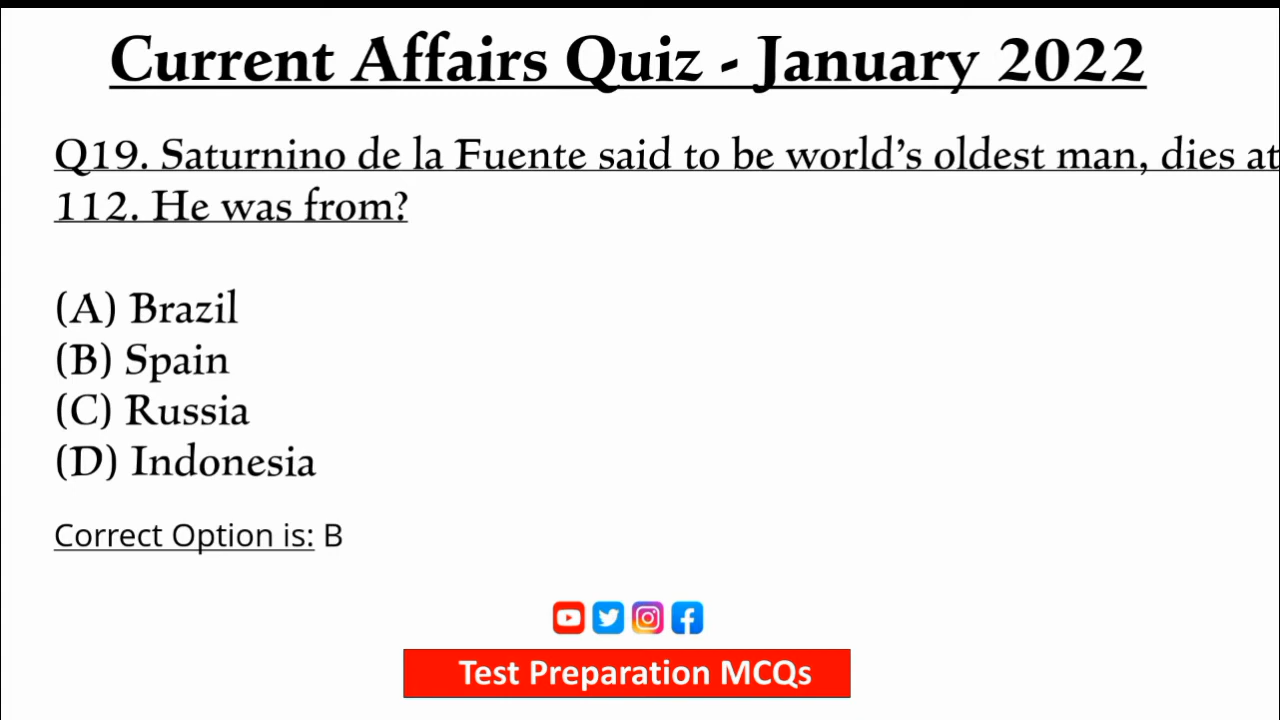 Current Affairs Quiz - January 2022
Q19. Saturnino de la Fuente said to be world’s oldest man, dies at
112. He was from?
(A) Brazil
(B) Spain
(C) Russia
(D) Indonesia
Correct Option is: B
Test Preparation MCQs